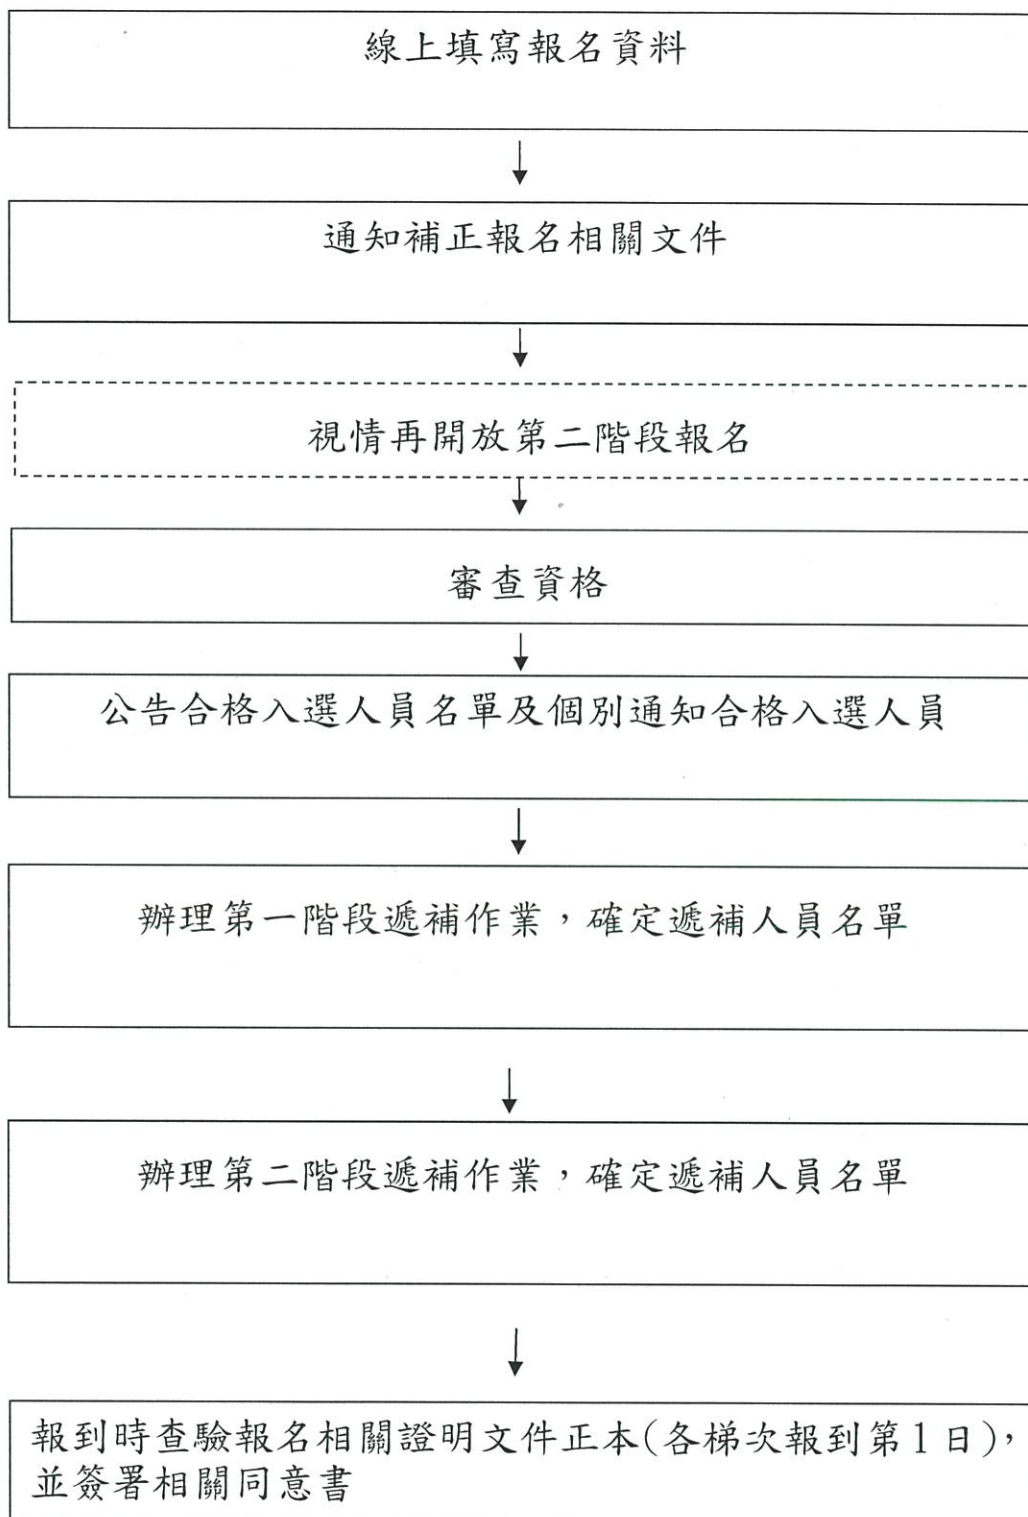 線上填寫報名資料
通知補正報名相關文件
視情再開放第二階段報名
審查資格
公告合格入選人員名單及個別通知合格入選人員
辦理第一階段遞補作業，確定遞補人員名單
辦理第二階段遞補作業，確定遞補人員名單
報到時查驗報名相關證明文件正本(各梯次報到第1日)，
並簽署相關同意書